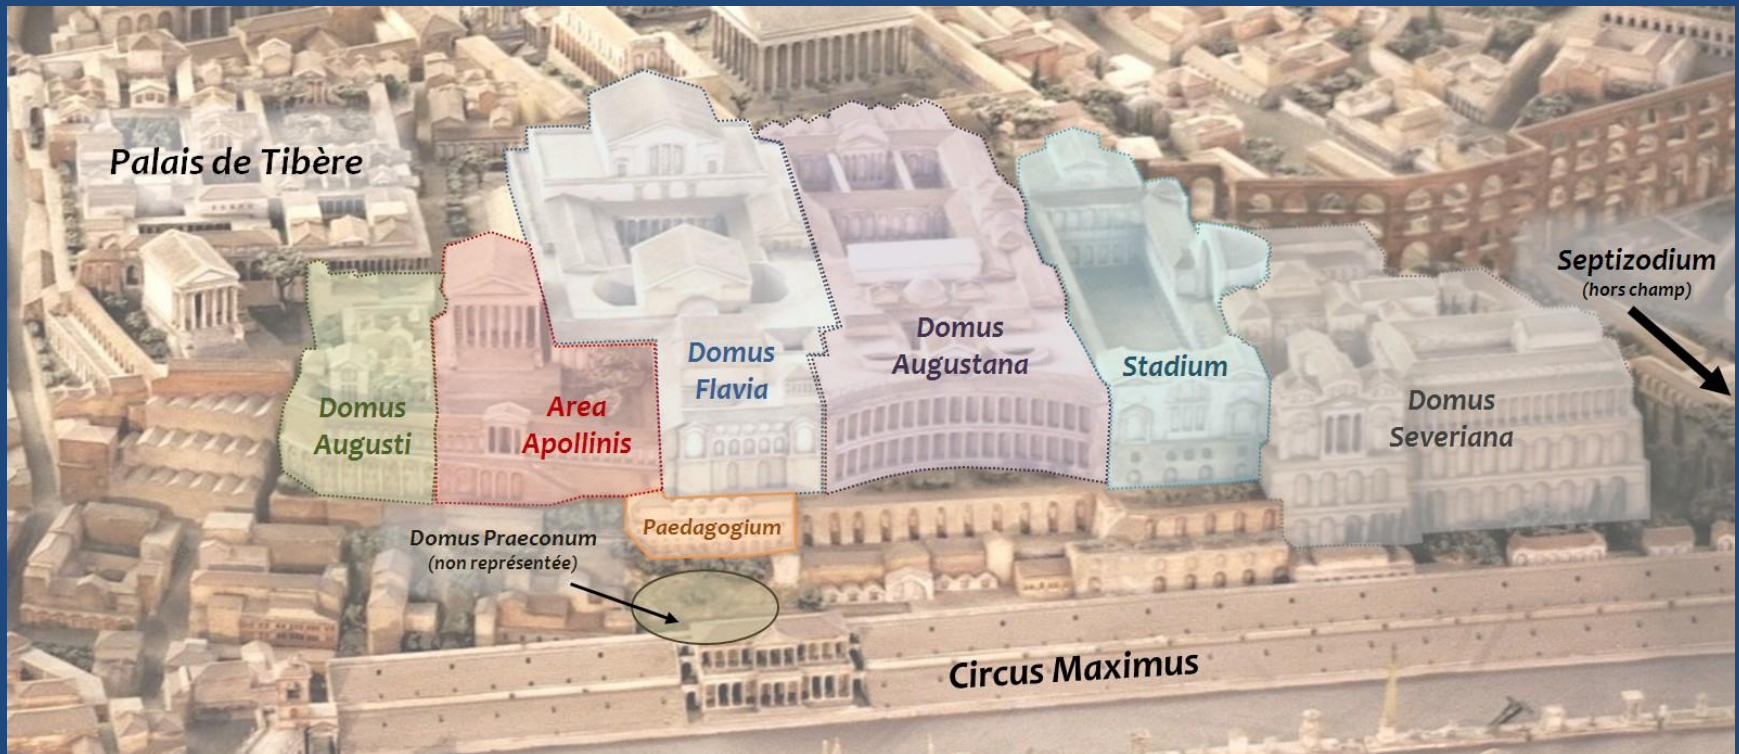 Palais de Tibère
Septizodium
(hors champ)
Domus
Augusti
Area
Apollinis
Domus
Flavia
Domus
Augustana
Stadium
Domus
Severiana
Paedagogium
Domus Praeconum
(non représentée)
Circus Maximus